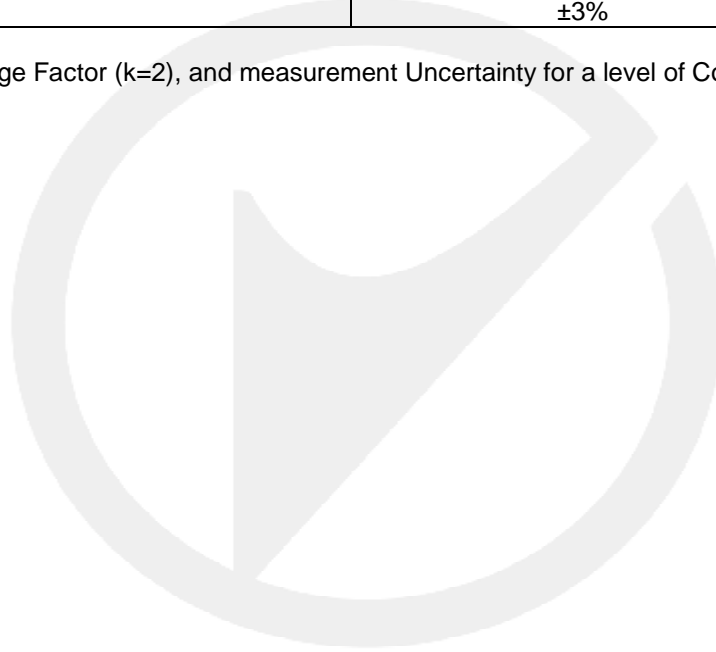 ±3%
ge Factor (k=2), and measurement Uncertainty for a level of Co